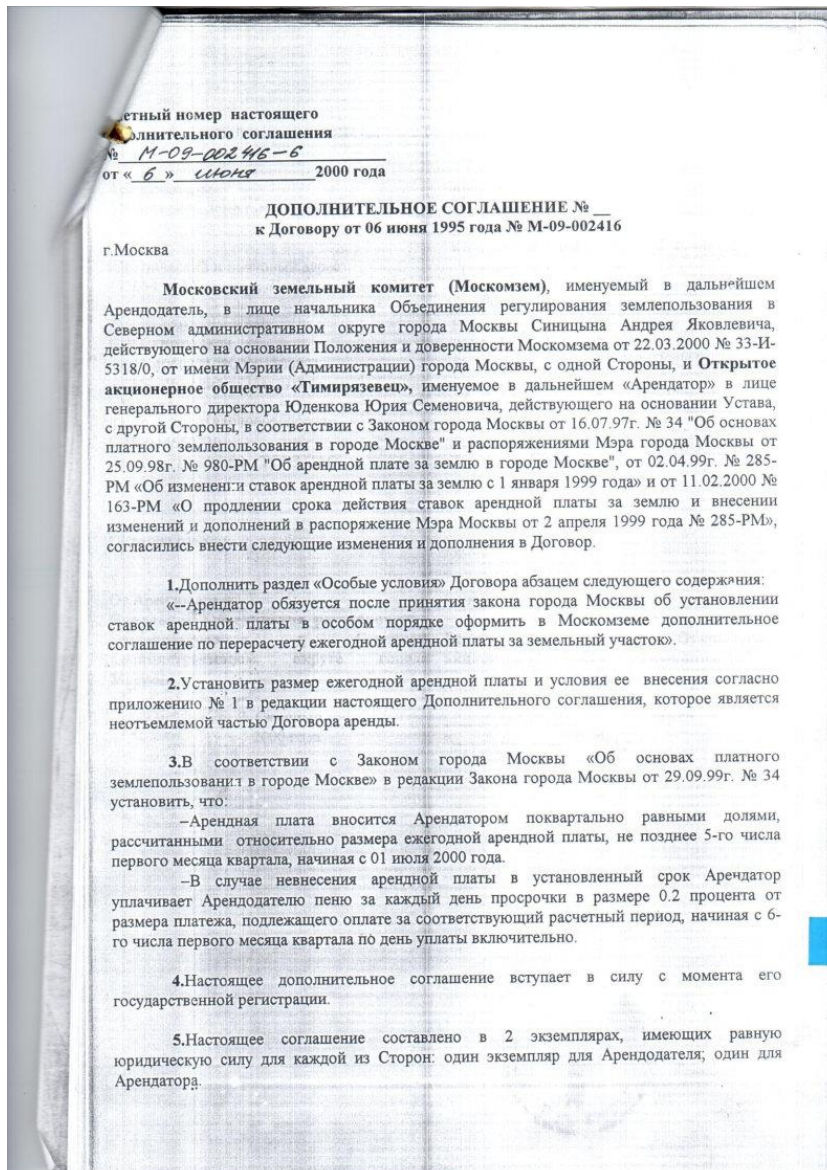 етный номер настоящего
олнительного соглашения
№ М-09-002416-6
от « 6 » июня 2000 года
ДОПОЛНИТЕЛЬНОЕ СОГЛАШЕНИЕ № __
к Договору от 06 июня 1995 года № М-09-002416
г.Москва
Московский земельный комитет (Москомзем), именуемый в дальнейшем
Арендодатель, в лице начальника Объединения регулирования землепользования в
Северном административном округе города Москвы Синицына Андрея Яковлевича,
действующего на основании Положения и доверенности Москомзема от 22.03.2000 № 33-И-
5318/0, от имени Мэрии (Администрации) города Москвы, с одной Стороны, и Открытое
акционерное общество «Тимирязевец», именуемое в дальнейшем «Арендатор» в лице
генерального директора Юденкова Юрия Семеновича, действующего на основании Устава,
с другой Стороны, в соответствии с Законом города Москвы от 16.07.97г. № 34 "Об основах
платного землепользования в городе Москве" и распоряжениями Мэра города Москвы от
25.09.98г. № 980-РМ "Об арендной плате за землю в городе Москве", от 02.04.99г. № 285-
РМ «Об изменении ставок арендной платы за землю с 1 января 1999 года» и от 11.02.2000 №
163-РМ «О продлении срока действия ставок арендной платы за землю и внесении
изменений и дополнений в распоряжение Мэра Москвы от 2 апреля 1999 года № 285-РМ»,
согласились внести следующие изменения и дополнения в Договор.
1.Дополнить раздел «Особые условия» Договора абзацем следующего содержания:
«--Арендатор обязуется после принятия закона города Москвы об установлении
ставок арендной платы в особом порядке оформить в Москомземе дополнительное
соглашение по перерасчету ежегодной арендной платы за земельный участок».
2.Установить размер ежегодной арендной платы и условия ее внесения согласно
приложению № 1 в редакции настоящего Дополнительного соглашения, которое является
неотъемлемой частью Договора аренды.
3.В соответствии с Законом города Москвы «Об основах платного
землепользования в городе Москве» в редакции Закона города Москвы от 29.09.99г. № 34
установить, что:
–Арендная плата вносится Арендатором поквартально равными долями,
рассчитанными относительно размера ежегодной арендной платы, не позднее 5-го числа
первого месяца квартала, начиная с 01 июля 2000 года.
–В случае невнесения арендной платы в установленный срок Арендатор
уплачивает Арендодателю пеню за каждый день просрочки в размере 0.2 процента от
размера платежа, подлежащего оплате за соответствующий расчетный период, начиная с 6-
го числа первого месяца квартала по день уплаты включительно.
4.Настоящее дополнительное соглашение вступает в силу с момента его
государственной регистрации.
5.Настоящее соглашение составлено в 2 экземплярах, имеющих равную
юридическую силу для каждой из Сторон: один экземпляр для Арендодателя; один для
Арендатора.